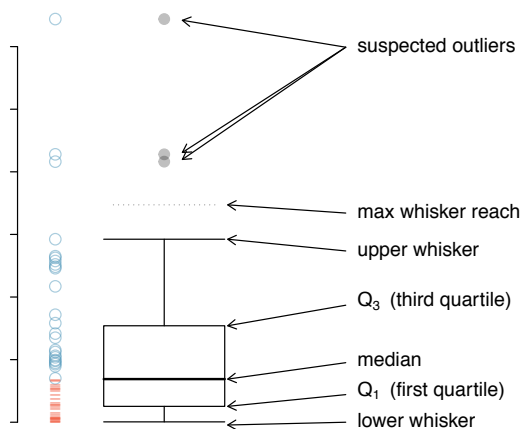 suspected outliers
max whisker reach
upper whisker
Q3 (third quartile)
median
Q1 (first quartile)
lower whisker